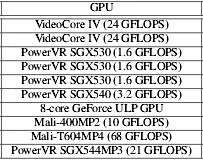 GPU
VideoCore IV (24 GFLOPS)
VideoCore IV (24 GFLOPS)
PowerVR SGX530 (1.6 GFLOPS)
PowerVR SGX530 (1.6 GFLOPS)
PowerVR SGX530 (1.6 GFLOPS)
PowerVR SGX540 (3.2 GFLOPS)
8-core GeForce ULP GPU
Mali-400MP2 (10 GFLOPS)
Mali-T604MP4 (68 GFLOPS)
PowerVR SGX544MP3 (21 GFLOPS)